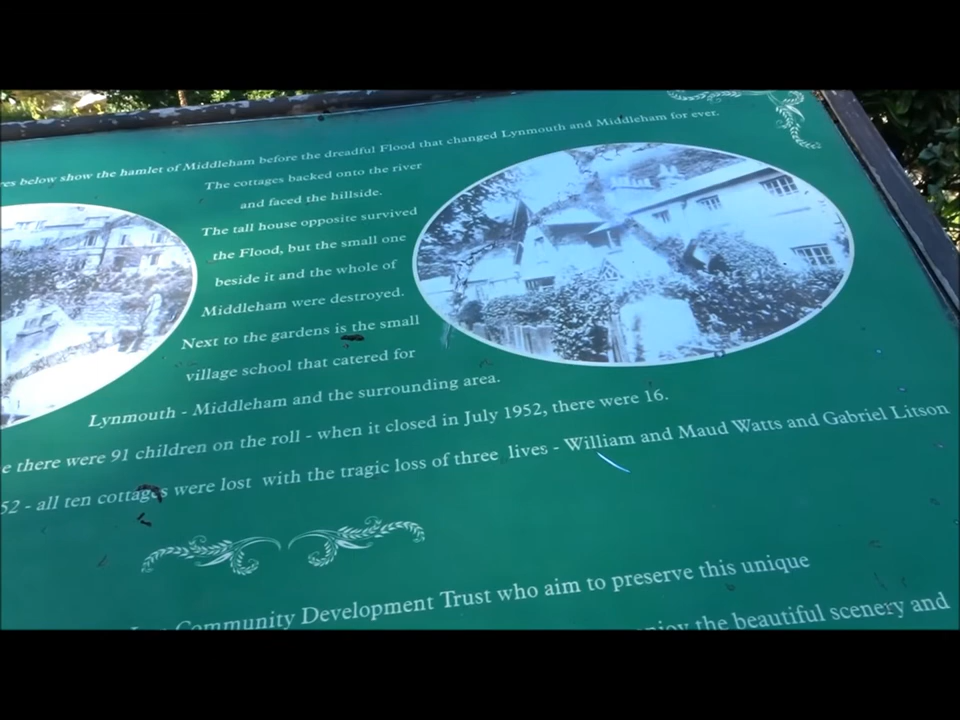 res below show the hamlet of Middleham before the dreadful Flood that changed Lynmouth and Middleham for ever.
The cottages backed onto the river
and faced the hillside.
The tall house opposite survived
the Flood, but the small one
beside it and the whole of
Middleham were destroyed.
Next to the gardens is the small
village school that catered for
Lynmouth - Middleham and the surrounding area.
e there were 91 children on the roll - when it closed in July 1952, there were 16.
52 - all ten cottages were lost with the tragic loss of three lives - William and Maud Watts and Gabriel Litson
Community Development Trust who aim to preserve this unique
enjoy the beautiful scenery and